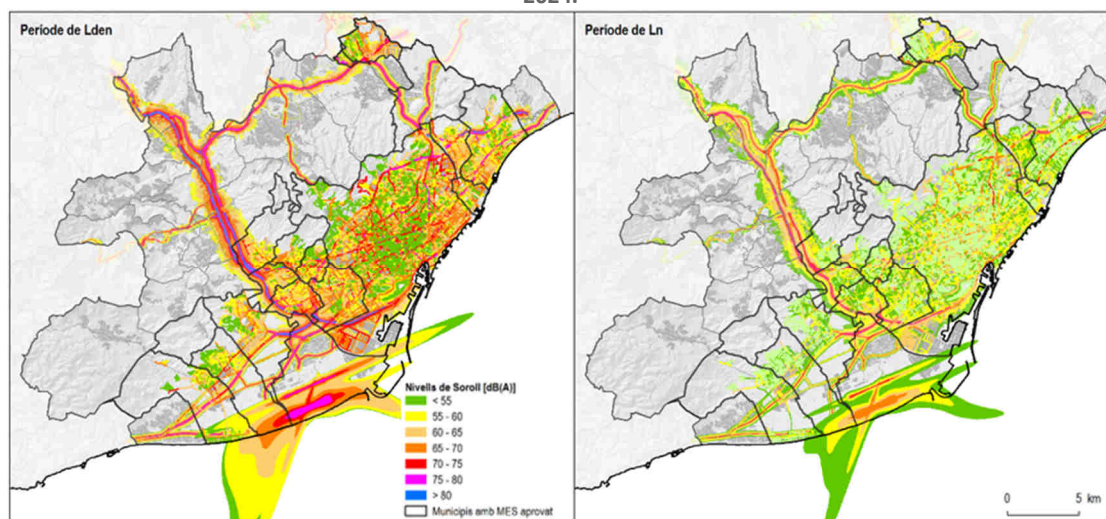 Període de Lden
Període de Ln
Nivells de Soroll [dB(A)]
< 55
55 - 60
60 - 65
65 - 70
70 - 75
75 - 80
> 80
Municipis amb MES aprovat
0 5 km